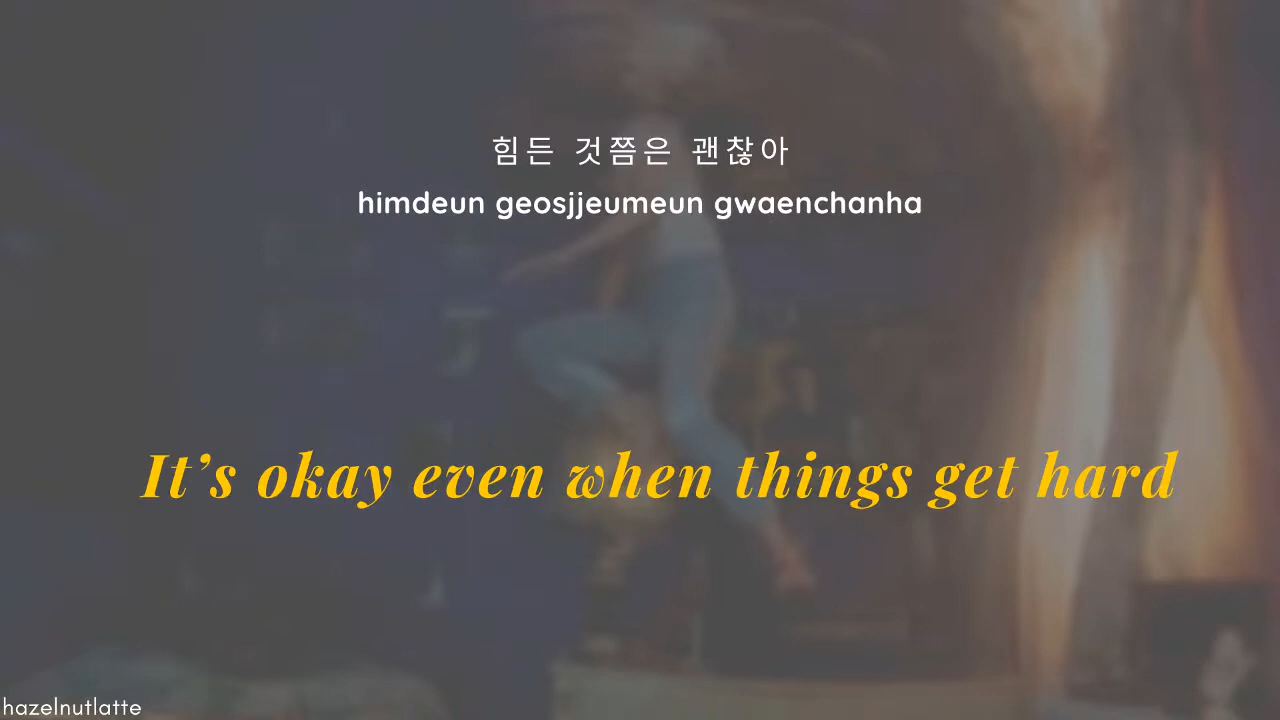 힘든 것쯤은 괜찮아
himdeun geosjjeumeun gwaenchanha
It's okay even when things get hard
hazelnutlatte